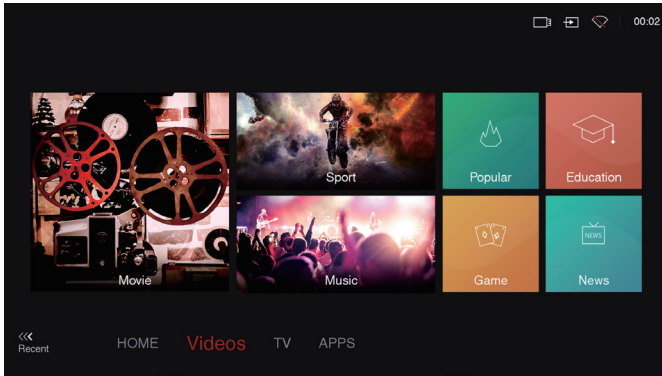 00:02
Sport
Popular
Education
NEWS
Movie
Music
Game
News
Recent
HOME
Videos
TV
APPS